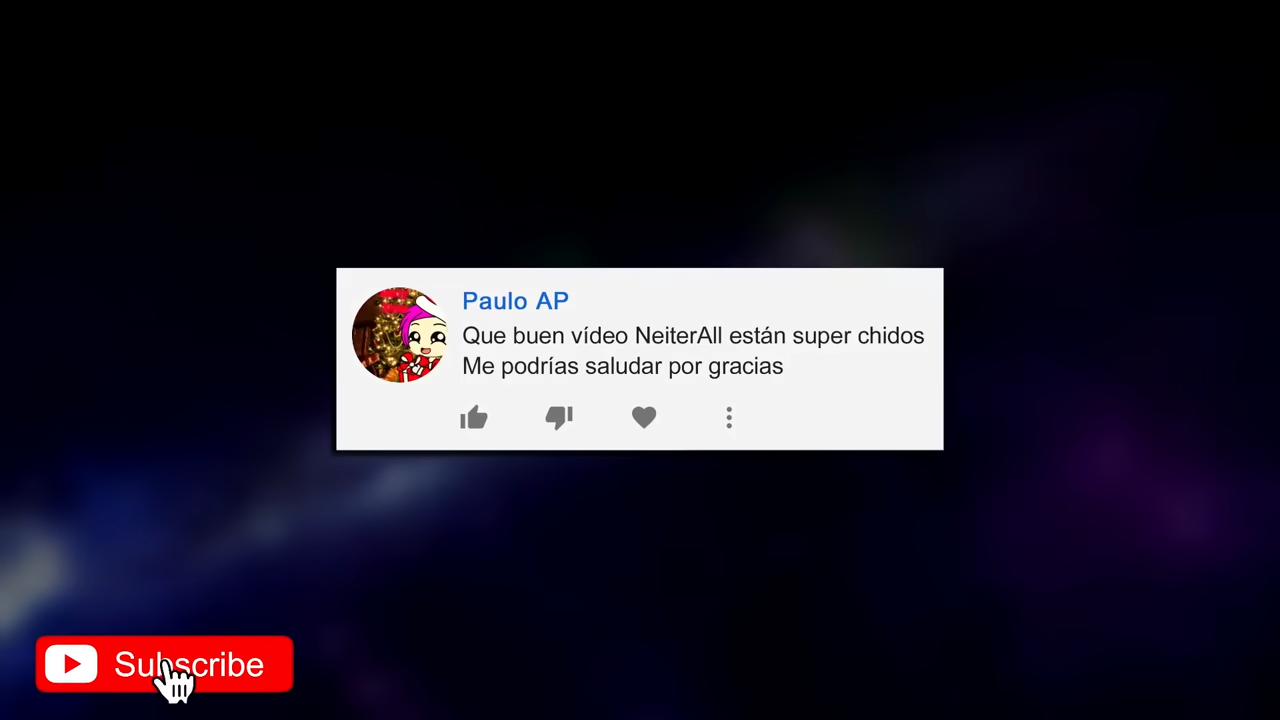 Paulo AP
Que buen vídeo NeiterAll están super chidos
Me podrías saludar por gracias
Subscribe